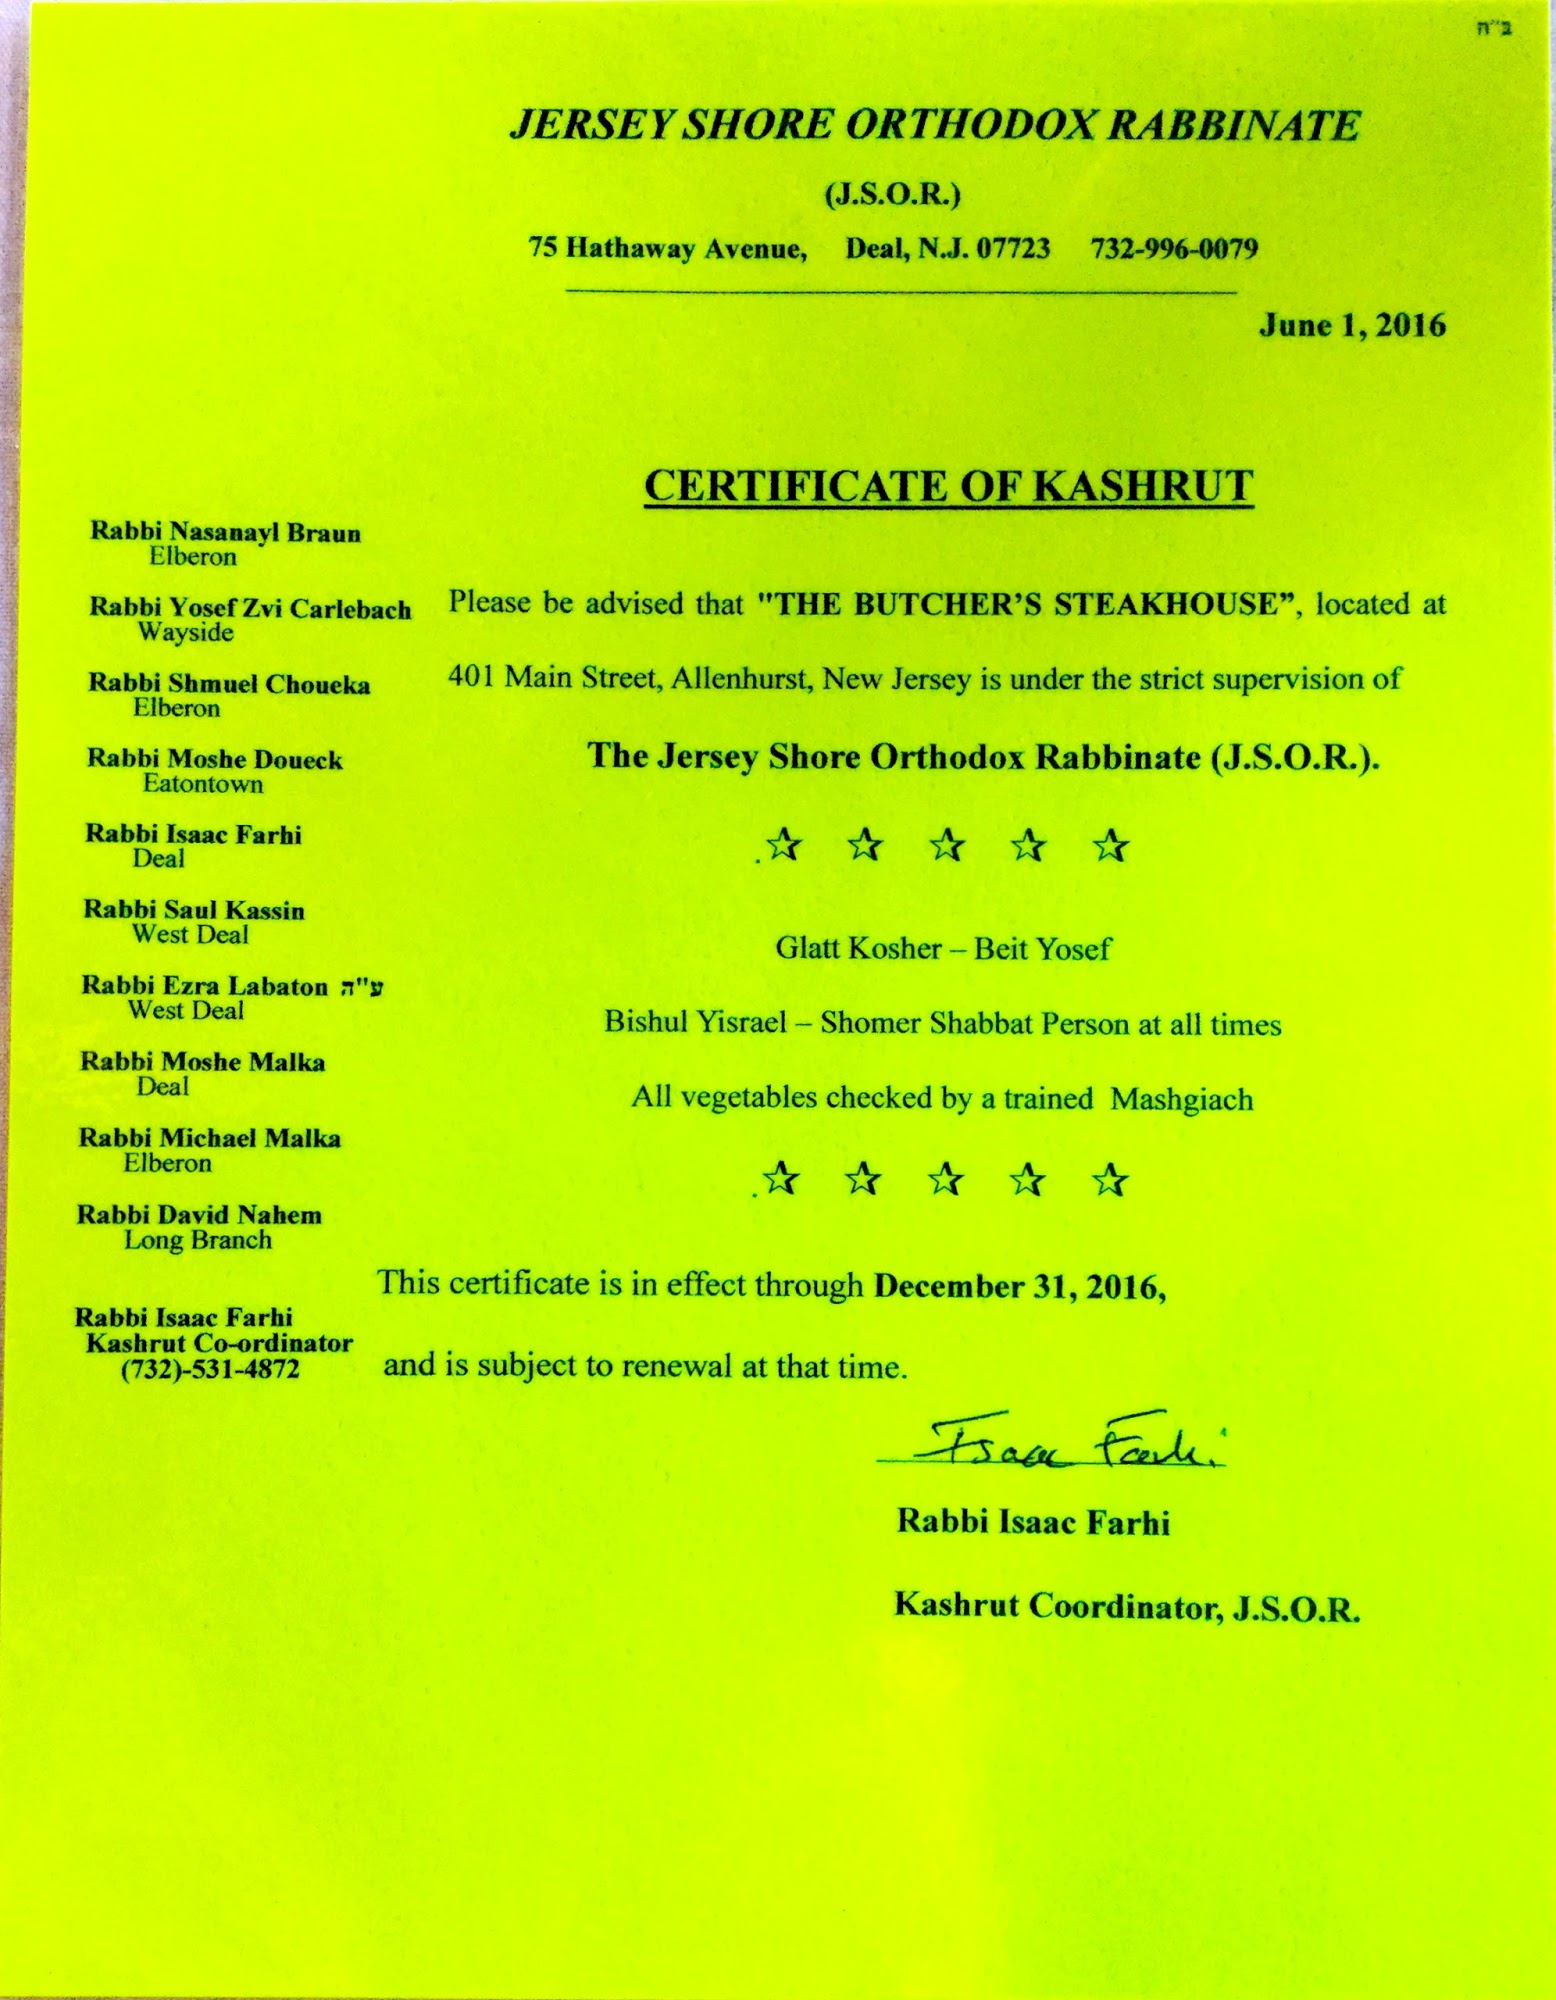 ב"ה
JERSEY SHORE ORTHODOX RABBINATE
(J.S.O.R.)
75 Hathaway Avenue, Deal, N.J. 07723 732-996-0079
June 1, 2016
CERTIFICATE OF KASHRUT
Rabbi Nasanayl Braun
Elberon
Rabbi Yosef Zvi Carlebach
Wayside
Rabbi Shmuel Choueka
Elberon
Rabbi Moshe Doueck
Eatontown
Rabbi Isaac Farhi
Deal
Rabbi Saul Kassin
West Deal
Rabbi Ezra Labaton ע"ה
West Deal
Rabbi Moshe Malka
Deal
Rabbi Michael Malka
Elberon
Rabbi David Nahem
Long Branch
Rabbi Isaac Farhi
Kashrut Co-ordinator
(732)-531-4872
Please be advised that "THE BUTCHER’S STEAKHOUSE”, located at
401 Main Street, Allenhurst, New Jersey is under the strict supervision of
The Jersey Shore Orthodox Rabbinate (J.S.O.R.).
.☆ ☆ ☆ ☆ ☆
Glatt Kosher – Beit Yosef
Bishul Yisrael – Shomer Shabbat Person at all times
All vegetables checked by a trained Mashgiach
.☆ ☆ ☆ ☆ ☆
This certificate is in effect through December 31, 2016,
and is subject to renewal at that time.
Isaac Farhi
Rabbi Isaac Farhi
Kashrut Coordinator, J.S.O.R.